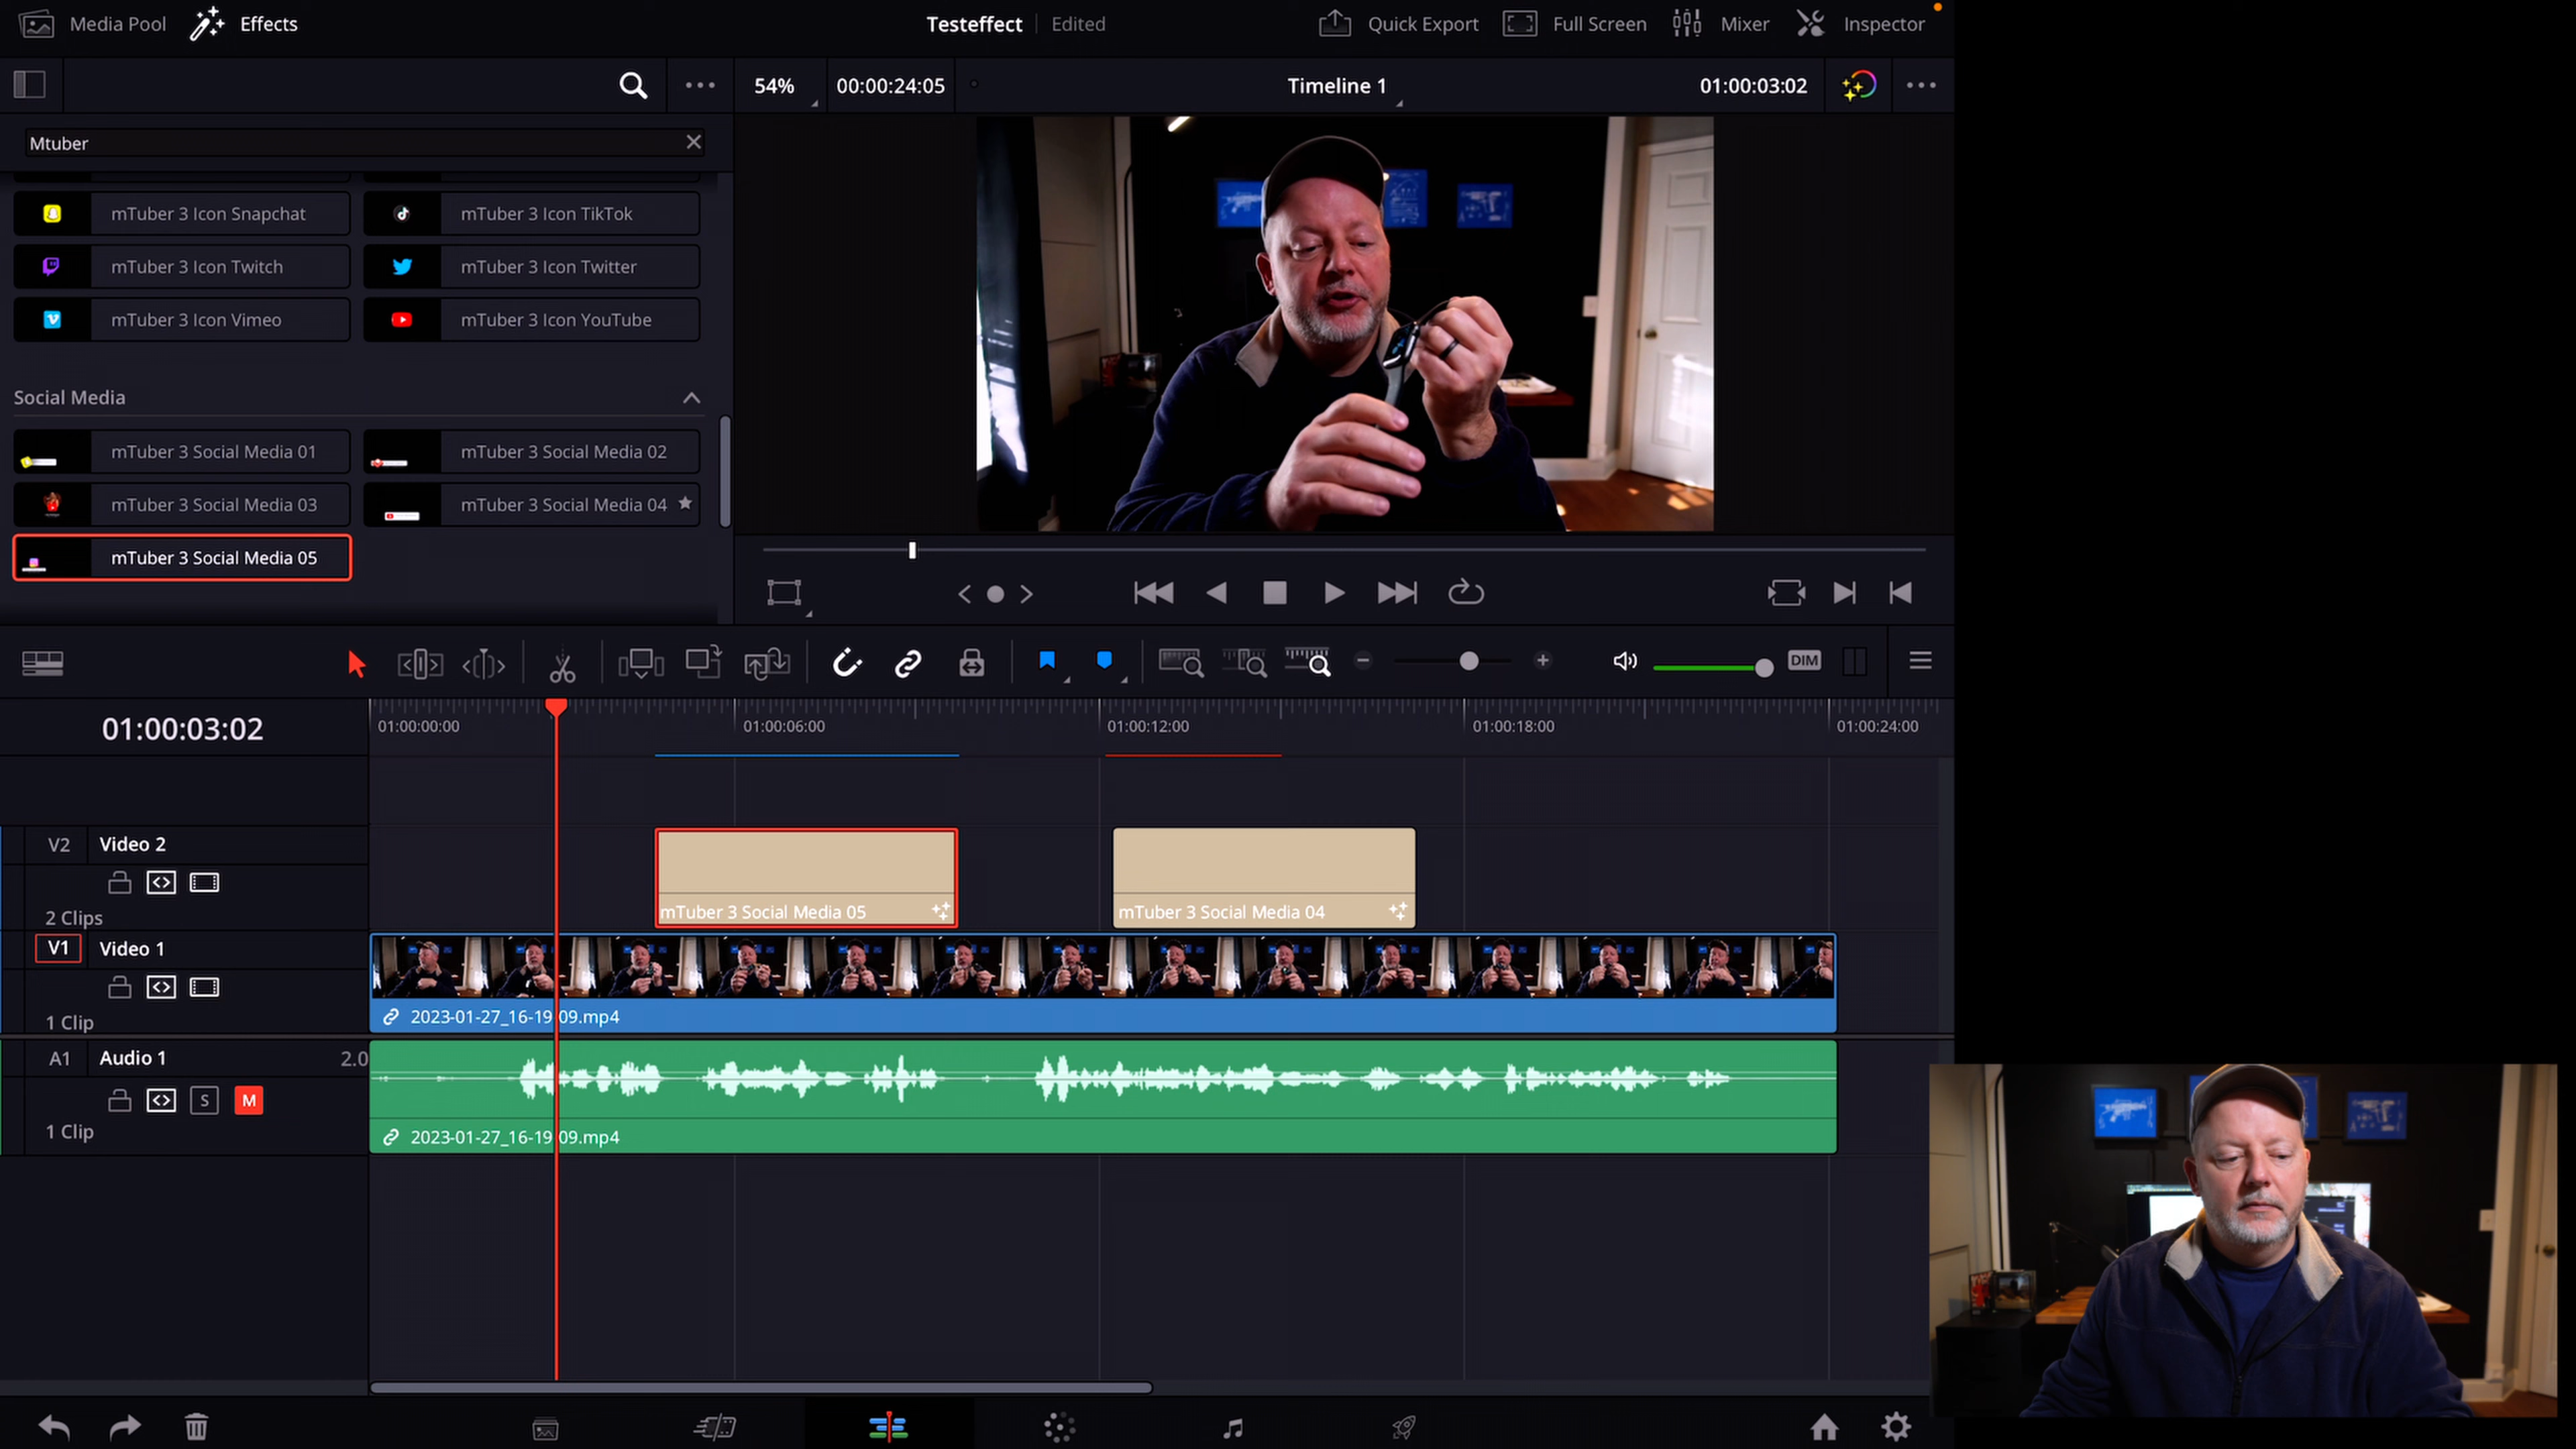 Media Pool Effects Testeffect Edited Quick Export Full Screen Mixer Inspector
54% 00:00:24:05 Timeline 1 01:00:03:02
Mtuber
mTuber 3 Icon Snapchat mTuber 3 Icon TikTok
mTuber 3 Icon Twitch mTuber 3 Icon Twitter
mTuber 3 Icon Vimeo mTuber 3 Icon YouTube
Social Media
mTuber 3 Social Media 01 mTuber 3 Social Media 02
mTuber 3 Social Media 03 mTuber 3 Social Media 04
mTuber 3 Social Media 05
DIM
01:00:03:02 01:00:00:00 01:00:06:00 01:00:12:00 01:00:18:00 01:00:24:00
V2 Video 2
2 Clips
mTuber 3 Social Media 05 mTuber 3 Social Media 04
V1 Video 1
1 Clip
2023-01-27_16-19-09.mp4
A1 Audio 1 2.0
S M
1 Clip
2023-01-27_16-19-09.mp4